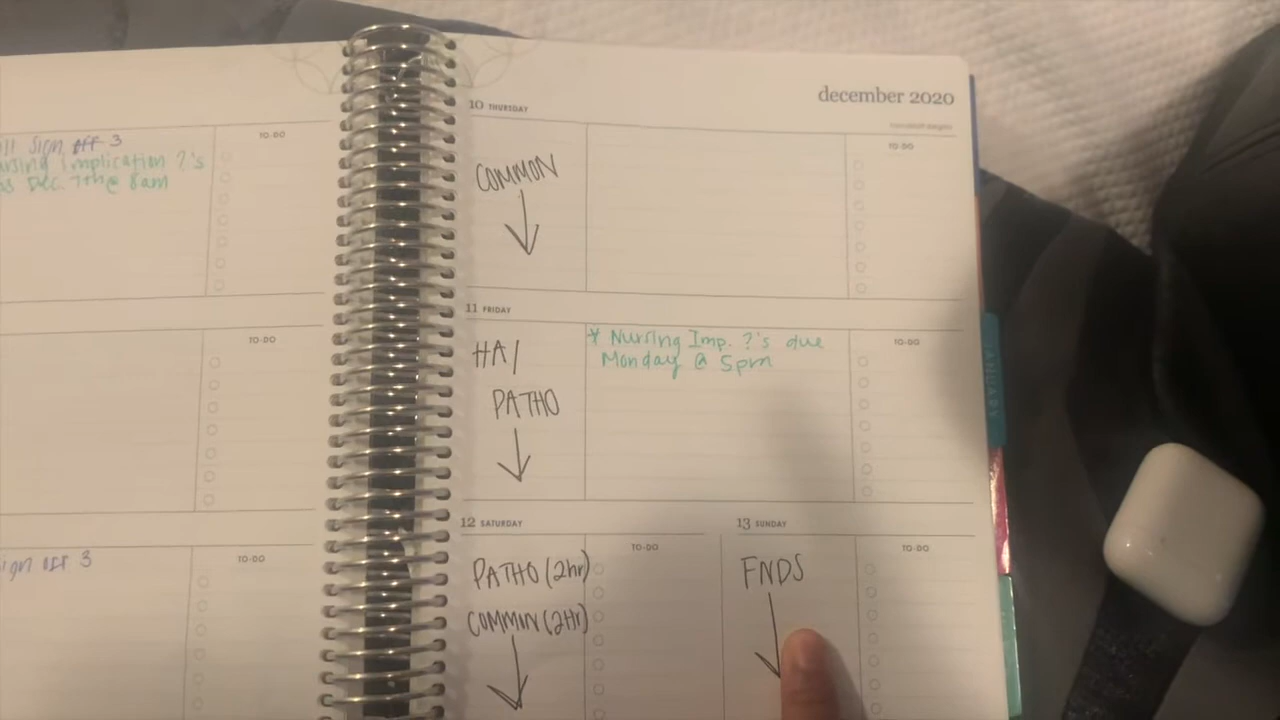 sign off 3
Implication ?'s
Dec. 7th @ 8am
TO-DO
TO-DO
sign off 3
TO-DO
december 2020
10 THURSDAY
TO-DO
COMMON
11 FRIDAY
TO-DO
HA/
PATHO
* Nursing Imp. ?'s due
Monday @ 5pm
12 SATURDAY
TO-DO
PATHO (2hr)
COMMON (2Hr)
13 SUNDAY
TO-DO
FNDS
JANUARY